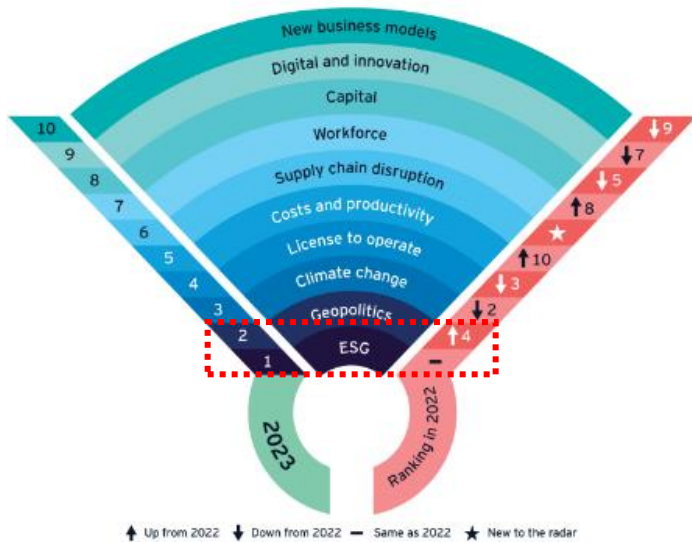 New business models
Digital and innovation
Capital
Workforce
Supply chain disruption
Costs and productivity
License to operate
Climate change
Geopolitics
ESG
10
9
8
7
6
5
4
3
2
1
9
7
5
8
10
3
2
4
2023
Ranking in 2022
Up from 2022 Down from 2022 Same as 2022 New to the radar